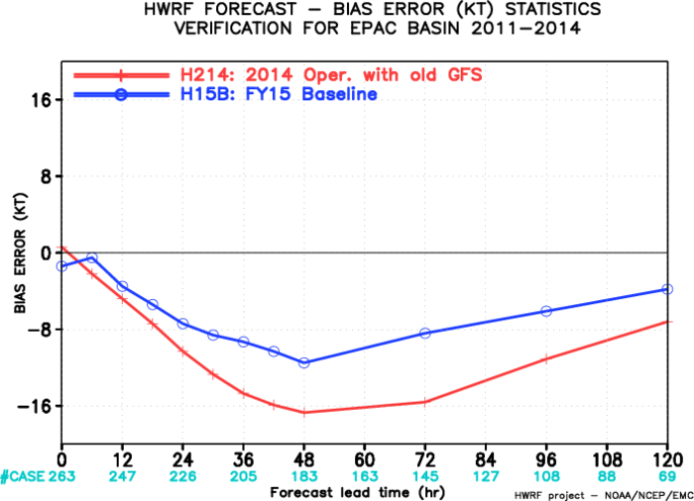 HWRF FORECAST – BIAS ERROR (KT) STATISTICS
VERIFICATION FOR EPAC BASIN 2011–2014
H214: 2014 Oper. with old GFS
H15B: FY15 Baseline
BIAS ERROR (KT)
16
8
0
–8
–16
0 12 24 36 48 60 72 84 96 108 120
#CASE 263 247 226 205 183 163 145 127 108 88 69
Forecast lead time (hr)
HWRF project – NOAA/NCEP/EMC